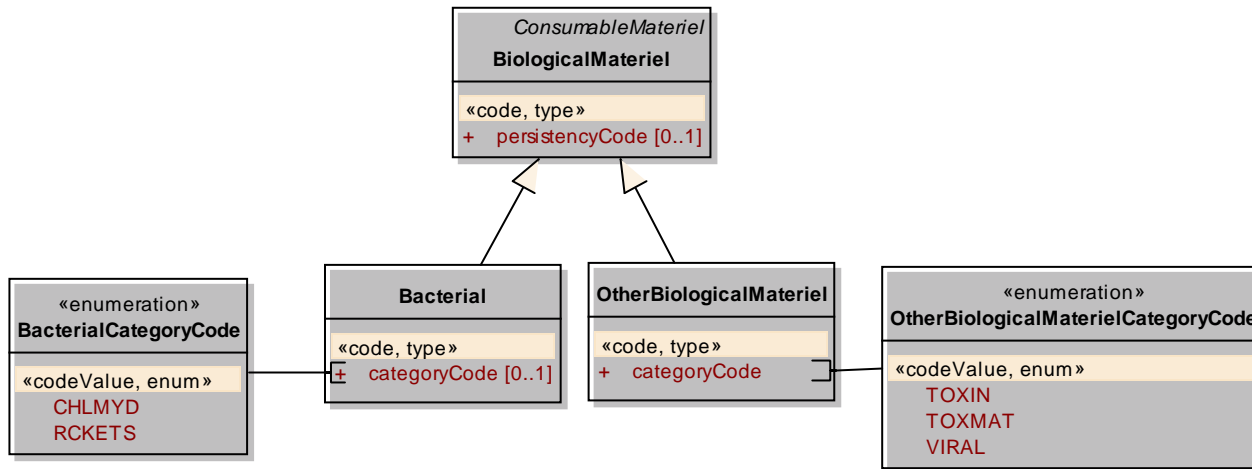 ConsumableMateriel
BiologicalMateriel
«code, type»
+ persistencyCode [0..1]
«enumeration»
BacterialCategoryCode
«codeValue, enum»
CHLMYD
RCKETS
Bacterial
«code, type»
+ categoryCode [0..1]
OtherBiologicalMateriel
«code, type»
+ categoryCode
«enumeration»
OtherBiologicalMaterielCategoryCode
«codeValue, enum»
TOXIN
TOXMAT
VIRAL